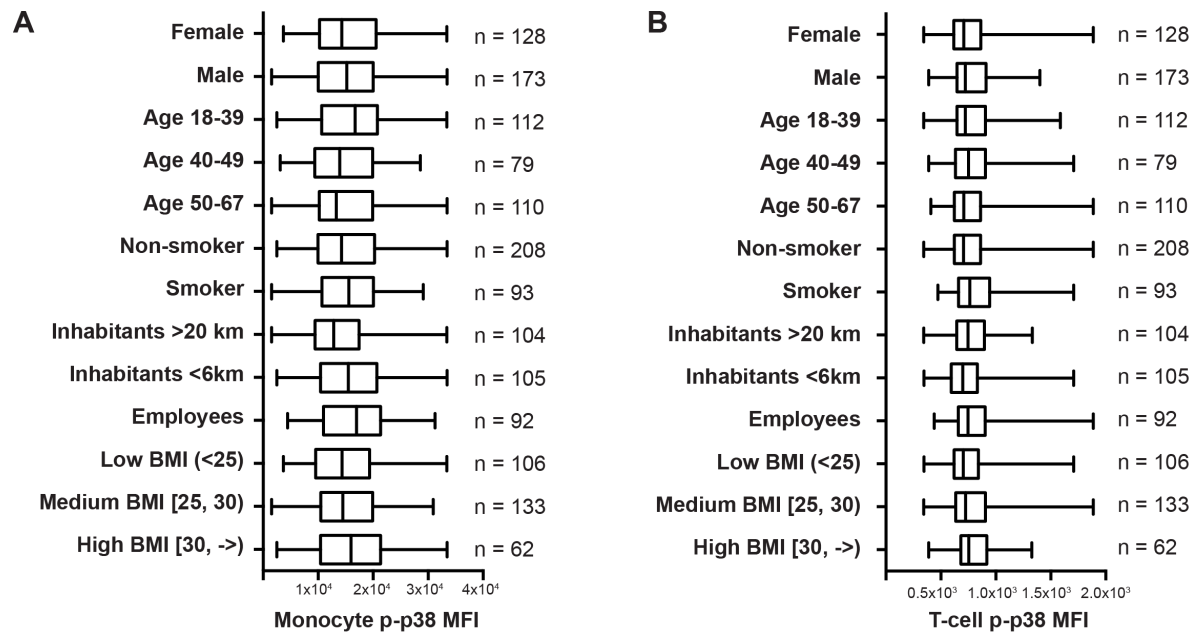 A
Female n = 128
Male n = 173
Age 18-39 n = 112
Age 40-49 n = 79
Age 50-67 n = 110
Non-smoker n = 208
Smoker n = 93
Inhabitants >20 km n = 104
Inhabitants <6km n = 105
Employees n = 92
Low BMI (<25) n = 106
Medium BMI [25, 30) n = 133
High BMI [30, ->) n = 62
1x10⁴ 2x10⁴ 3x10⁴ 4x10⁴
Monocyte p-p38 MFI
B
Female n = 128
Male n = 173
Age 18-39 n = 112
Age 40-49 n = 79
Age 50-67 n = 110
Non-smoker n = 208
Smoker n = 93
Inhabitants >20 km n = 104
Inhabitants <6km n = 105
Employees n = 92
Low BMI (<25) n = 106
Medium BMI [25, 30) n = 133
High BMI [30, ->) n = 62
0.5x10³ 1.0x10³ 1.5x10³ 2.0x10³
T-cell p-p38 MFI